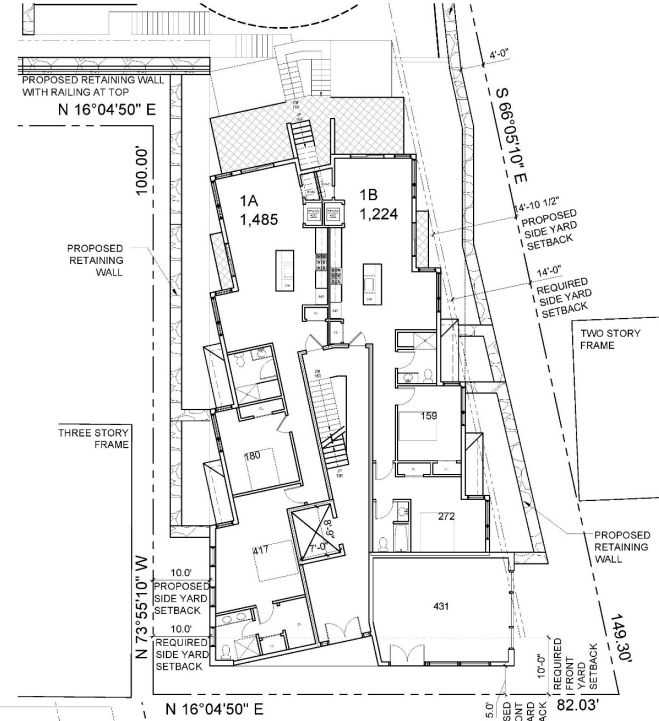 PROPOSED RETAINING WALL
WITH RAILING AT TOP
N 16°04'50" E
100.00'
4'-0"
S 66°05'10" E
1A
1,485
1B
1,224
14'-10 1/2"
PROPOSED
SIDE YARD
SETBACK
PROPOSED
RETAINING
WALL
14'-0"
REQUIRED
SIDE YARD
SETBACK
TWO STORY
FRAME
THREE STORY
FRAME
159
180
272
8'-9"
7'-0"
417
PROPOSED
RETAINING
WALL
N 73°55'10" W
10.0'
PROPOSED
SIDE YARD
SETBACK
10.0'
REQUIRED
SIDE YARD
SETBACK
431
149.30'
10'-0"
REQUIRED
FRONT
YARD
SETBACK
5.0'
SED
ONT
ARD
ACK
N 16°04'50" E
82.03'